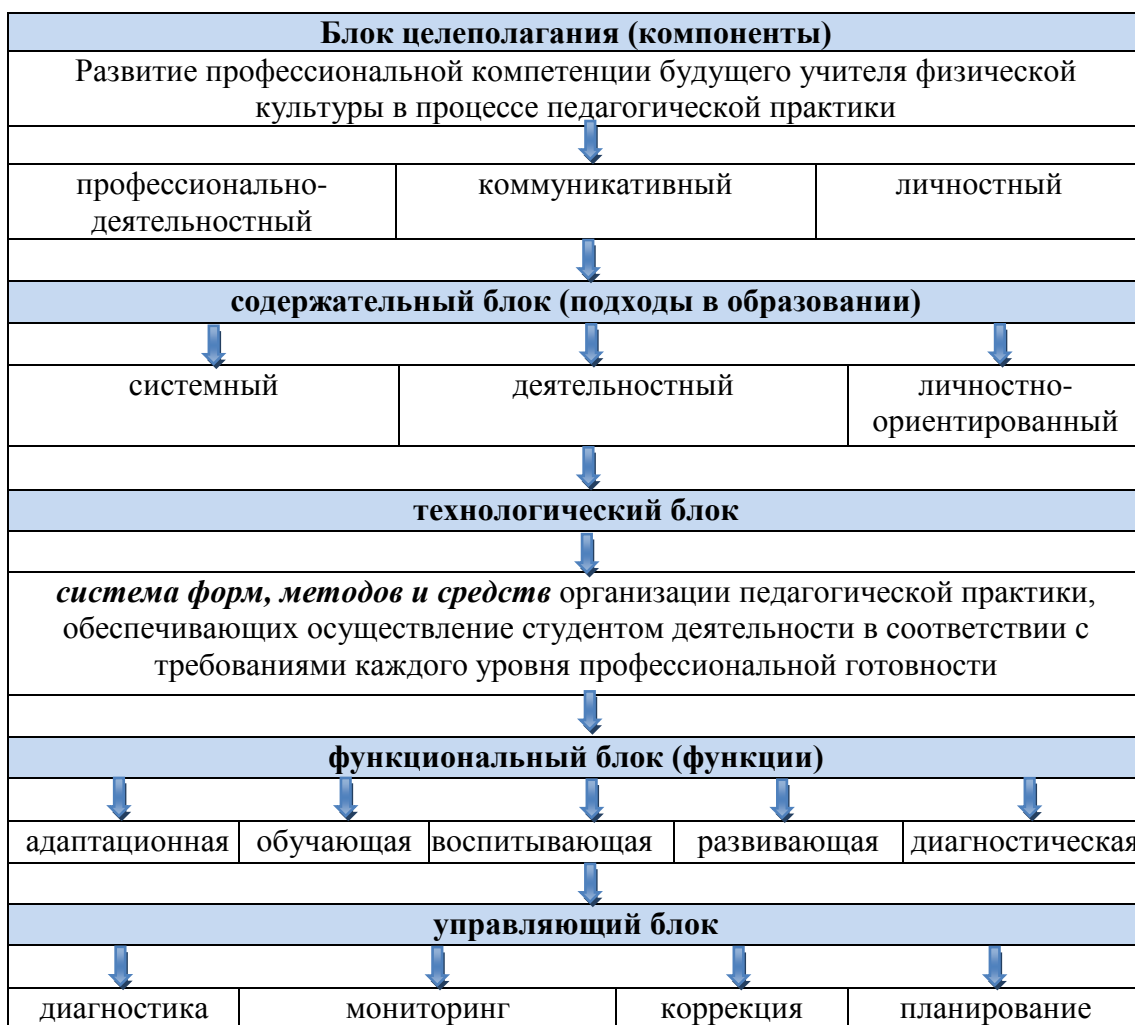 Блок целеполагания (компоненты)
Развитие профессиональной компетенции будущего учителя физической
культуры в процессе педагогической практики
профессионально-
деятельностный
коммуникативный
личностный
содержательный блок (подходы в образовании)
системный
деятельностный
личностно-
ориентированный
технологический блок
система форм, методов и средств организации педагогической практики,
обеспечивающих осуществление студентом деятельности в соответствии с
требованиями каждого уровня профессиональной готовности
функциональный блок (функции)
адаптационная
обучающая
воспитывающая
развивающая
диагностическая
управляющий блок
диагностика
мониторинг
коррекция
планирование